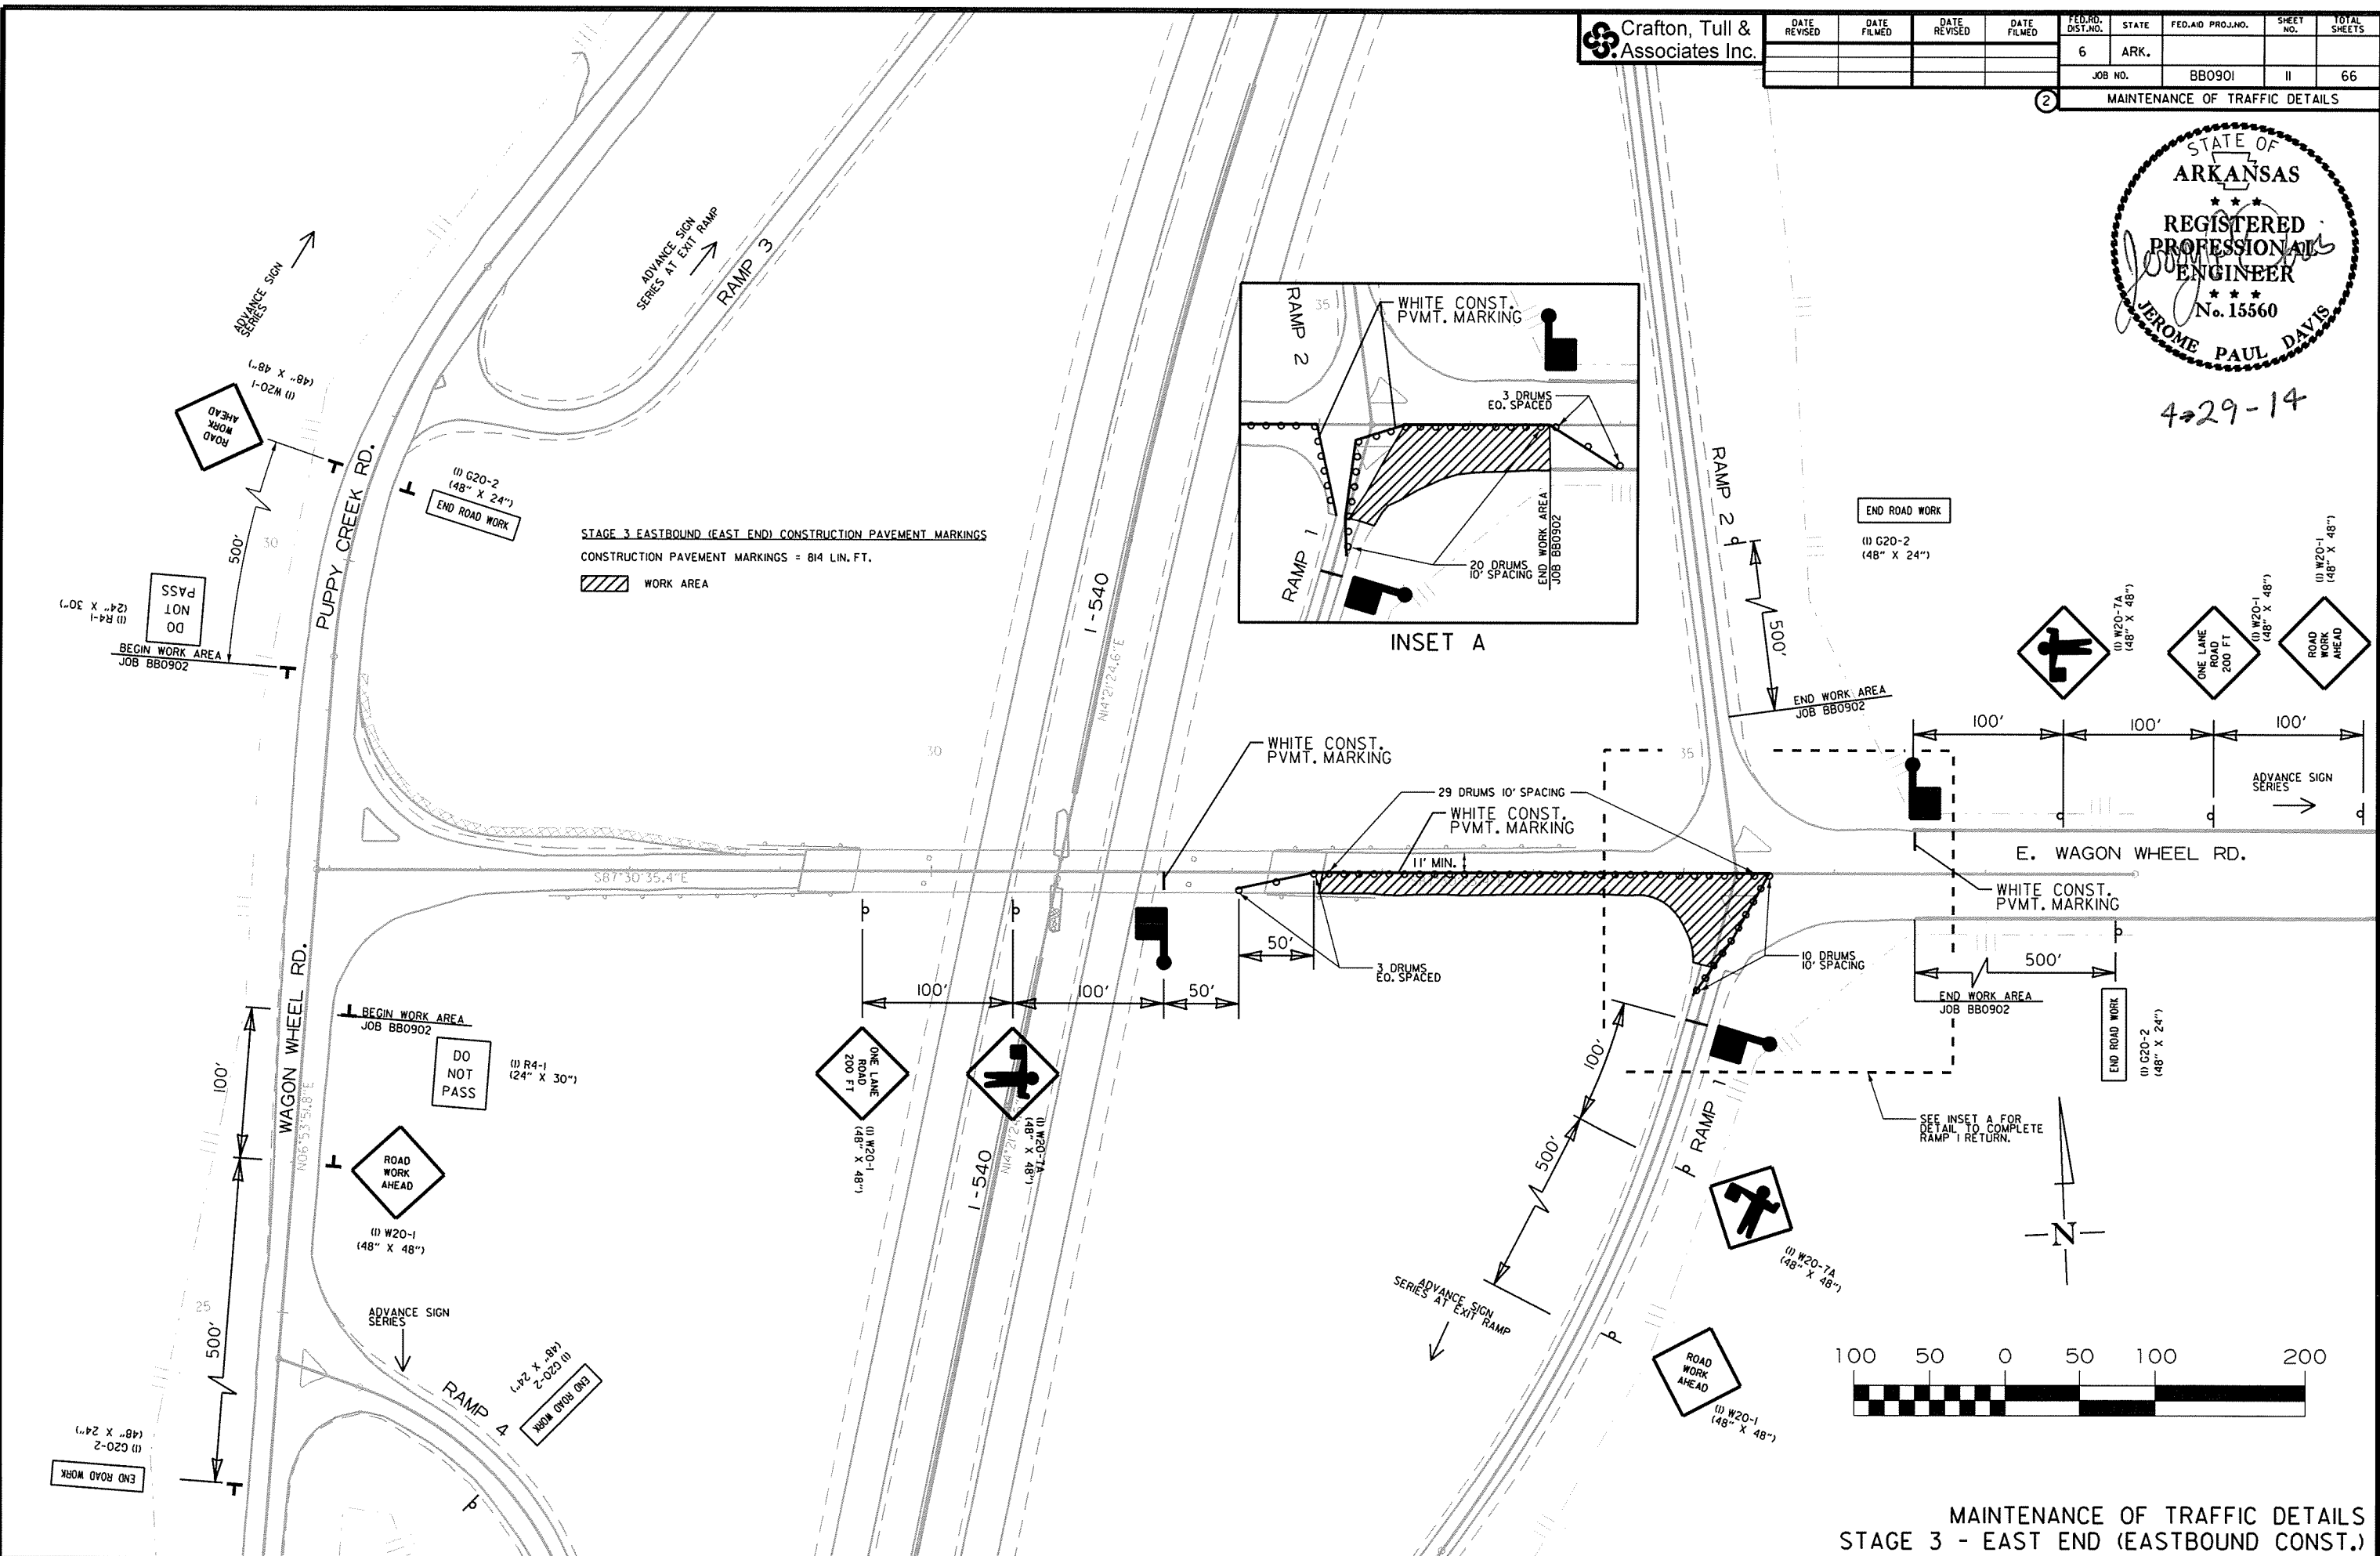 Crafton, Tull &
Associates Inc.
DATE REVISED
DATE FILMED
DATE REVISED
DATE FILMED
FED.RD. DIST.NO.
STATE
FED.AID PROJ.NO.
SHEET NO.
TOTAL SHEETS
6
ARK.
JOB NO.
BB0901
11
66
2
MAINTENANCE OF TRAFFIC DETAILS
STATE OF
ARKANSAS
REGISTERED
PROFESSIONAL
ENGINEER
No. 15560
JEROME PAUL DAVIS
4-29-14
ADVANCE SIGN
SERIES
(1) W20-1
(48" X 48")
ROAD
WORK
AHEAD
500'
30
PUPPY CREEK RD.
(1) G20-2
(48" X 24")
END ROAD WORK
DO
NOT
PASS
(1) R4-1
(24" X 30")
BEGIN WORK AREA
JOB BB0902
ADVANCE SIGN
SERIES AT EXIT RAMP
RAMP 3
STAGE 3 EASTBOUND (EAST END) CONSTRUCTION PAVEMENT MARKINGS
CONSTRUCTION PAVEMENT MARKINGS = 814 LIN. FT.
WORK AREA
I-540
N14°21'24.6"E
30
RAMP 2
35
WHITE CONST.
PVMT. MARKING
3 DRUMS
EQ. SPACED
END WORK AREA
JOB BB0902
20 DRUMS
10' SPACING
RAMP 1
INSET A
RAMP 2
500'
END WORK AREA
JOB BB0902
END ROAD WORK
(1) G20-2
(48" X 24")
(1) W20-7A
(48" X 48")
ONE LANE
ROAD
200 FT
(1) W20-1
(48" X 48")
ROAD
WORK
AHEAD
(1) W20-1
(48" X 48")
100'
100'
100'
ADVANCE SIGN
SERIES
WHITE CONST.
PVMT. MARKING
35
29 DRUMS 10' SPACING
WHITE CONST.
PVMT. MARKING
11' MIN.
E. WAGON WHEEL RD.
WHITE CONST.
PVMT. MARKING
S87°30'35.4"E
50'
3 DRUMS
EQ. SPACED
10 DRUMS
10' SPACING
500'
END WORK AREA
JOB BB0902
END ROAD WORK
(1) G20-2
(48" X 24")
100'
100'
50'
WAGON WHEEL RD.
N06°53'51.8"E
BEGIN WORK AREA
JOB BB0902
DO
NOT
PASS
(1) R4-1
(24" X 30")
100'
ROAD
WORK
AHEAD
(1) W20-1
(48" X 48")
ONE LANE
ROAD
200 FT
(1) W20-1
(48" X 48")
(1) W20-7A
(48" X 48")
I-540
100'
500'
RAMP 1
SEE INSET A FOR
DETAIL TO COMPLETE
RAMP 1 RETURN.
(1) W20-7A
(48" X 48")
ADVANCE SIGN
SERIES AT EXIT RAMP
ROAD
WORK
AHEAD
(1) W20-1
(48" X 48")
N
25
500'
ADVANCE SIGN
SERIES
RAMP 4
(1) G20-2
(48" X 24")
END ROAD WORK
(1) G20-2
(48" X 24")
END ROAD WORK
100 50 0 50 100 200
MAINTENANCE OF TRAFFIC DETAILS
STAGE 3 - EAST END (EASTBOUND CONST.)